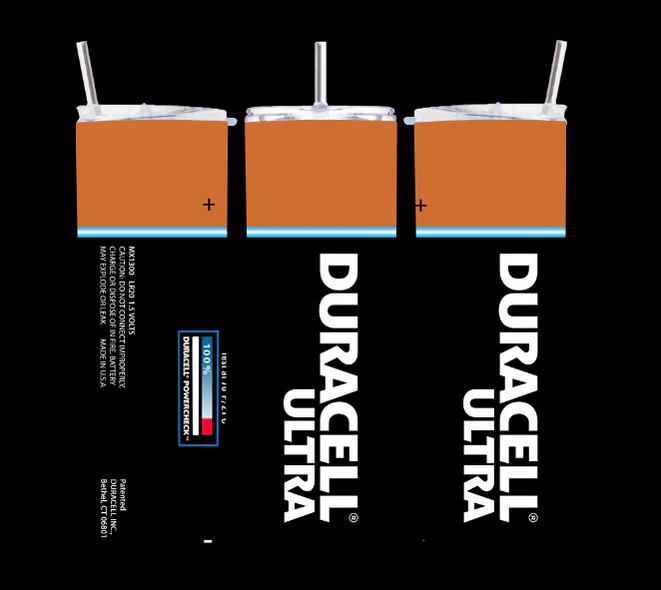 +
+
MX1300 LR20 1.5 VOLTS
CAUTION: DO NOT CONNECT IMPROPERLY,
CHARGE OR DISPOSE OF IN FIRE. BATTERY
MAY EXPLODE OR LEAK. MADE IN U.S.A
Patented
DURACELL INC.,
Bethel, CT 06801
100%
DURACELL® POWERCHECK™
DURACELL®
ULTRA
DURACELL®
ULTRA